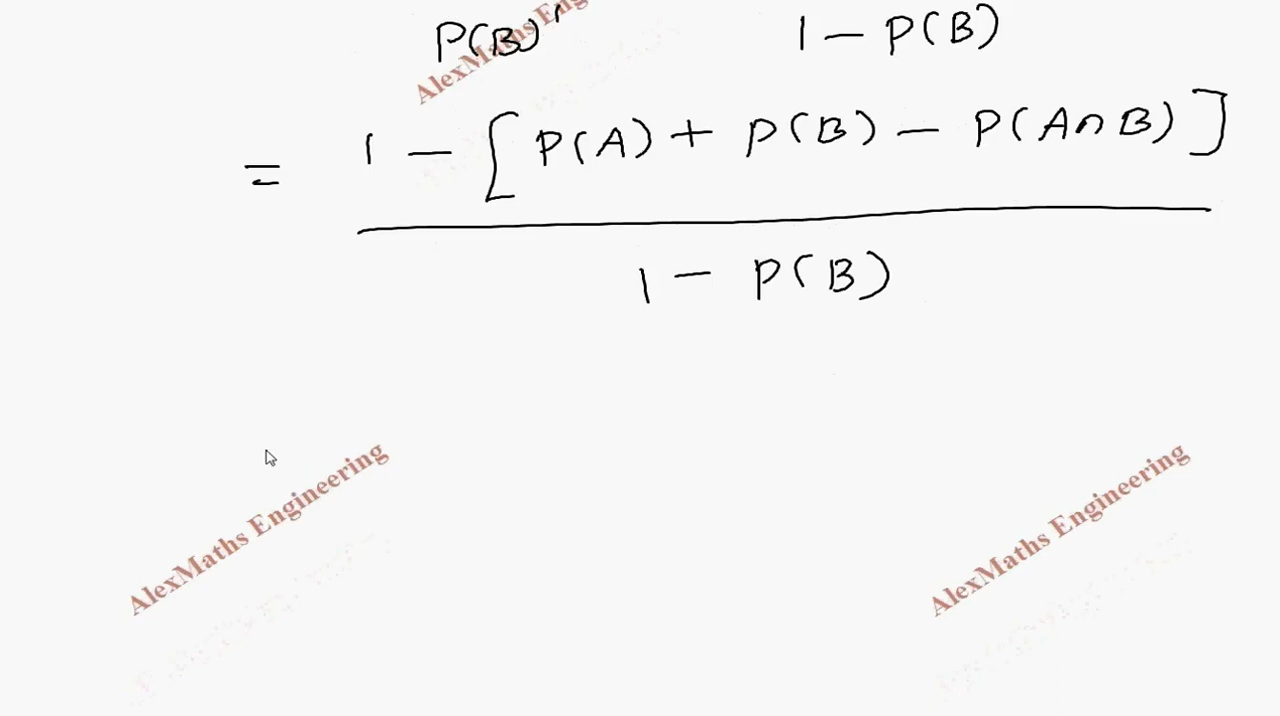 P(B)' 1 - P(B)
AlexMaths Engineering
= 1 - [ P(A) + P(B) - P(A∩B) ]
1 - P(B)
AlexMaths Engineering
AlexMaths Engineering